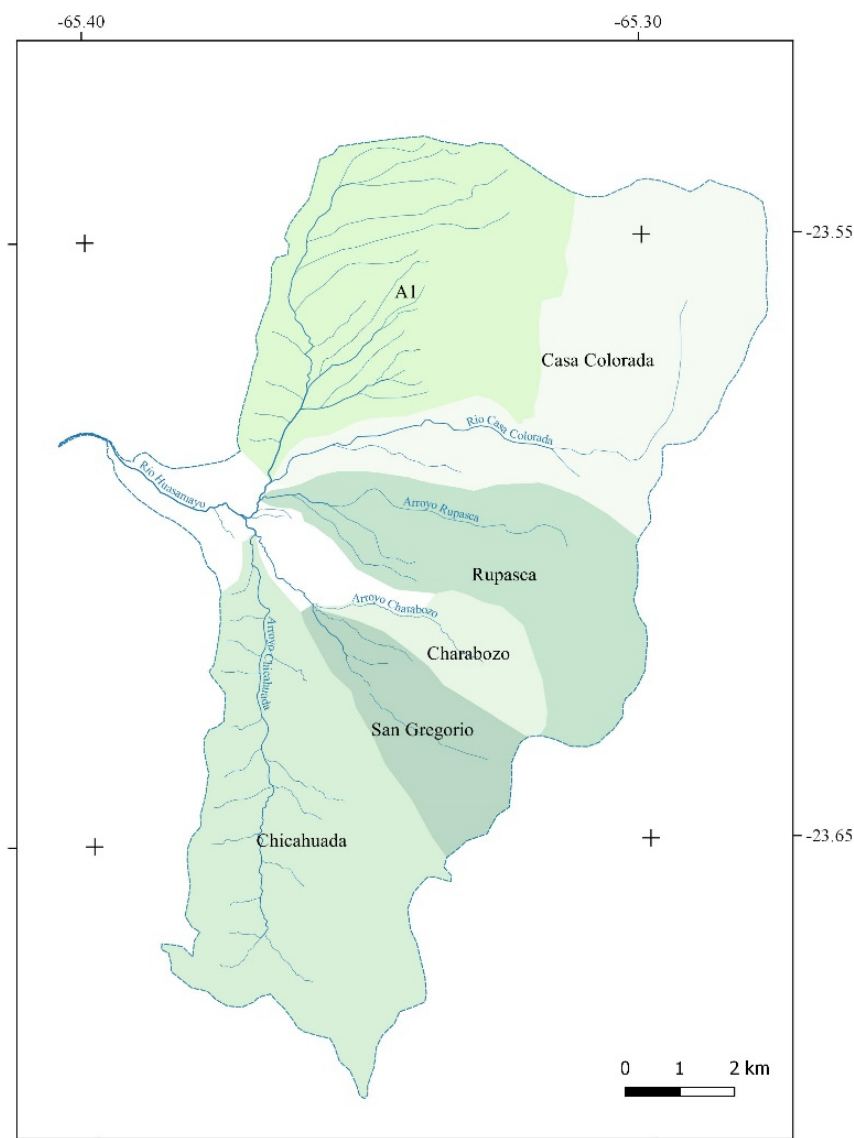 -65.40
-65.30
-23.55
A1
Casa Colorada
Rio Casa Colorada
Río Huasamayo
Arroyo Rupasca
Rupasca
Arroyo Charabozo
Arroyo Chicahuada
Charabozo
San Gregorio
-23.65
Chicahuada
0 1 2 km